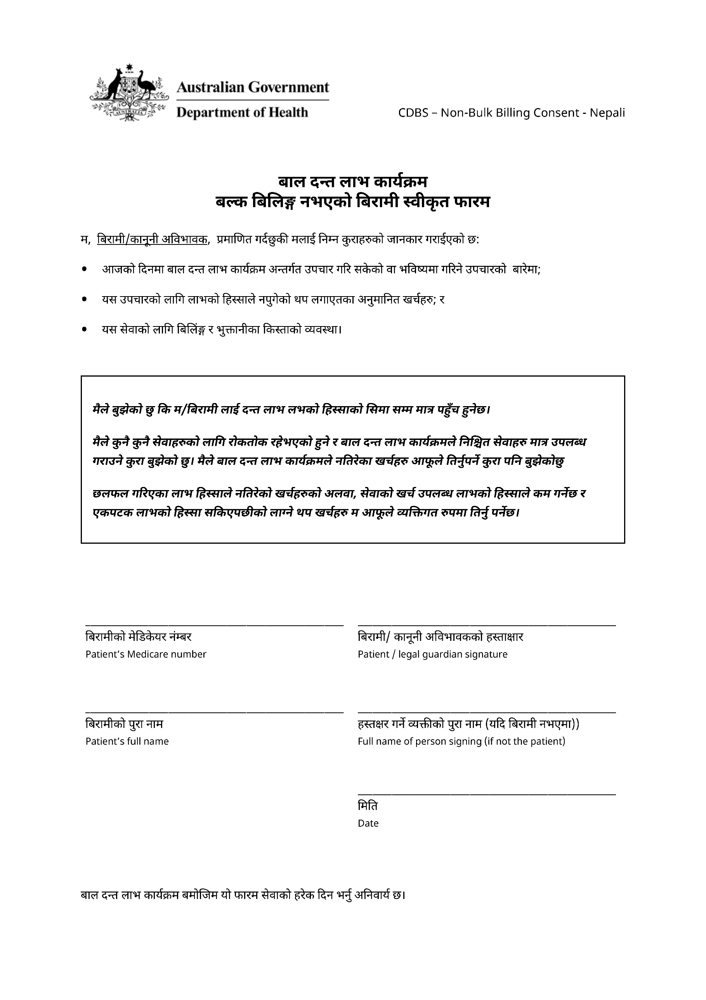 Australian Government
Department of Health
CDBS – Non-Bulk Billing Consent - Nepali
बाल दन्त लाभ कार्यक्रम
बल्क बिलिङ्ग नभएको बिरामी स्वीकृत फारम
म, बिरामी/कानूनी अविभावक, प्रमाणित गर्दछुकी मलाई निम्न कुराहरुको जानकार गराईएको छ:
• आजको दिनमा बाल दन्त लाभ कार्यक्रम अन्तर्गत उपचार गरि सकेको वा भविष्यमा गरिने उपचारको बारेमा;
• यस उपचारको लागि लाभको हिस्साले नपुगेको थप लगाएतका अनुमानित खर्चहरु; र
• यस सेवाको लागि बिलिंङ्ग र भुक्तानीका किस्ताको व्यवस्था।
मैले बुझेको छु कि म/बिरामी लाई दन्त लाभ लभको हिस्साको सिमा सम्म मात्र पहुँच हुनेछ।
मैले कुनै कुनै सेवाहरुको लागि रोकतोक रहेभएको हुने र बाल दन्त लाभ कार्यक्रमले निश्चित सेवाहरु मात्र उपलब्ध
गराउने कुरा बुझेको छु। मैले बाल दन्त लाभ कार्यक्रमले नतिरेका खर्चहरु आफूले तिर्नुपर्ने कुरा पनि बुझेकोछु
छलफल गरिएका लाभ हिस्साले नतिरेको खर्चहरुको अलवा, सेवाको खर्च उपलब्ध लाभको हिस्साले कम गर्नेछ र
एकपटक लाभको हिस्सा सकिएपछीको लाग्ने थप खर्चहरु म आफूले व्यक्तिगत रुपमा तिर्नु पर्नेछ।
बिरामीको मेडिकेयर नंम्बर
Patient’s Medicare number
बिरामी/ कानूनी अविभावकको हस्ताक्षार
Patient / legal guardian signature
बिरामीको पुरा नाम
Patient’s full name
हस्तक्षर गर्ने व्यक्तीको पुरा नाम (यदि बिरामी नभएमा))
Full name of person signing (if not the patient)
मिति
Date
बाल दन्त लाभ कार्यक्रम बमोजिम यो फारम सेवाको हरेक दिन भर्नु अनिवार्य छ।